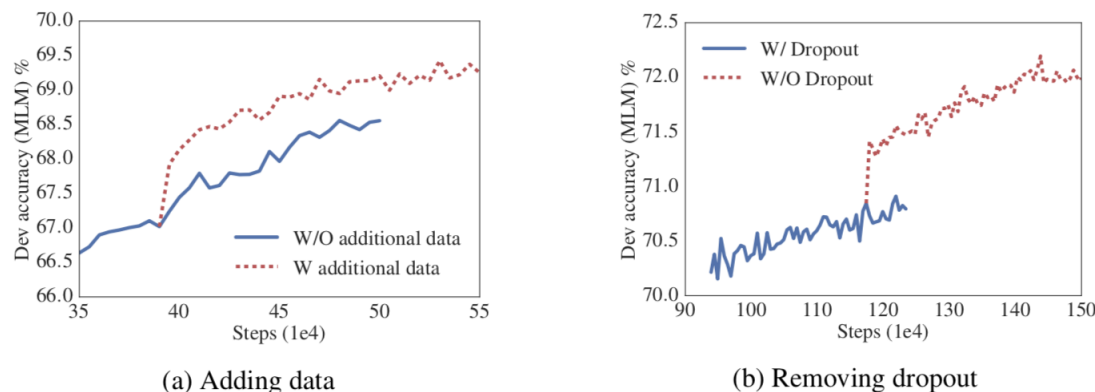 70.0
69.5
69.0
68.5
68.0
67.5
67.0
66.5
66.0
Dev accuracy (MLM) %
W/O additional data
W additional data
35 40 45 50 55
Steps (1e4)
(a) Adding data
72.5
72.0
71.5
71.0
70.5
70.0
Dev accuracy (MLM) %
W/ Dropout
W/O Dropout
90 100 110 120 130 140 150
Steps (1e4)
(b) Removing dropout